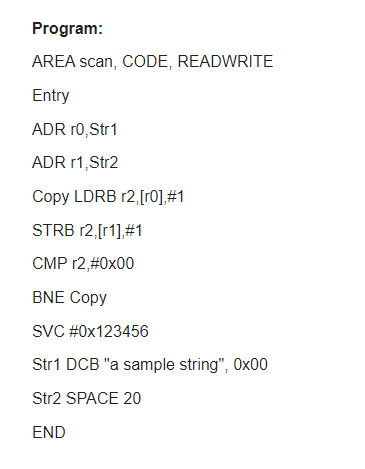 Program:
AREA scan, CODE, READWRITE
Entry
ADR r0,Str1
ADR r1,Str2
Copy LDRB r2,[r0],#1
STRB r2,[r1],#1
CMP r2,#0x00
BNE Copy
SVC #0x123456
Str1 DCB "a sample string", 0x00
Str2 SPACE 20
END